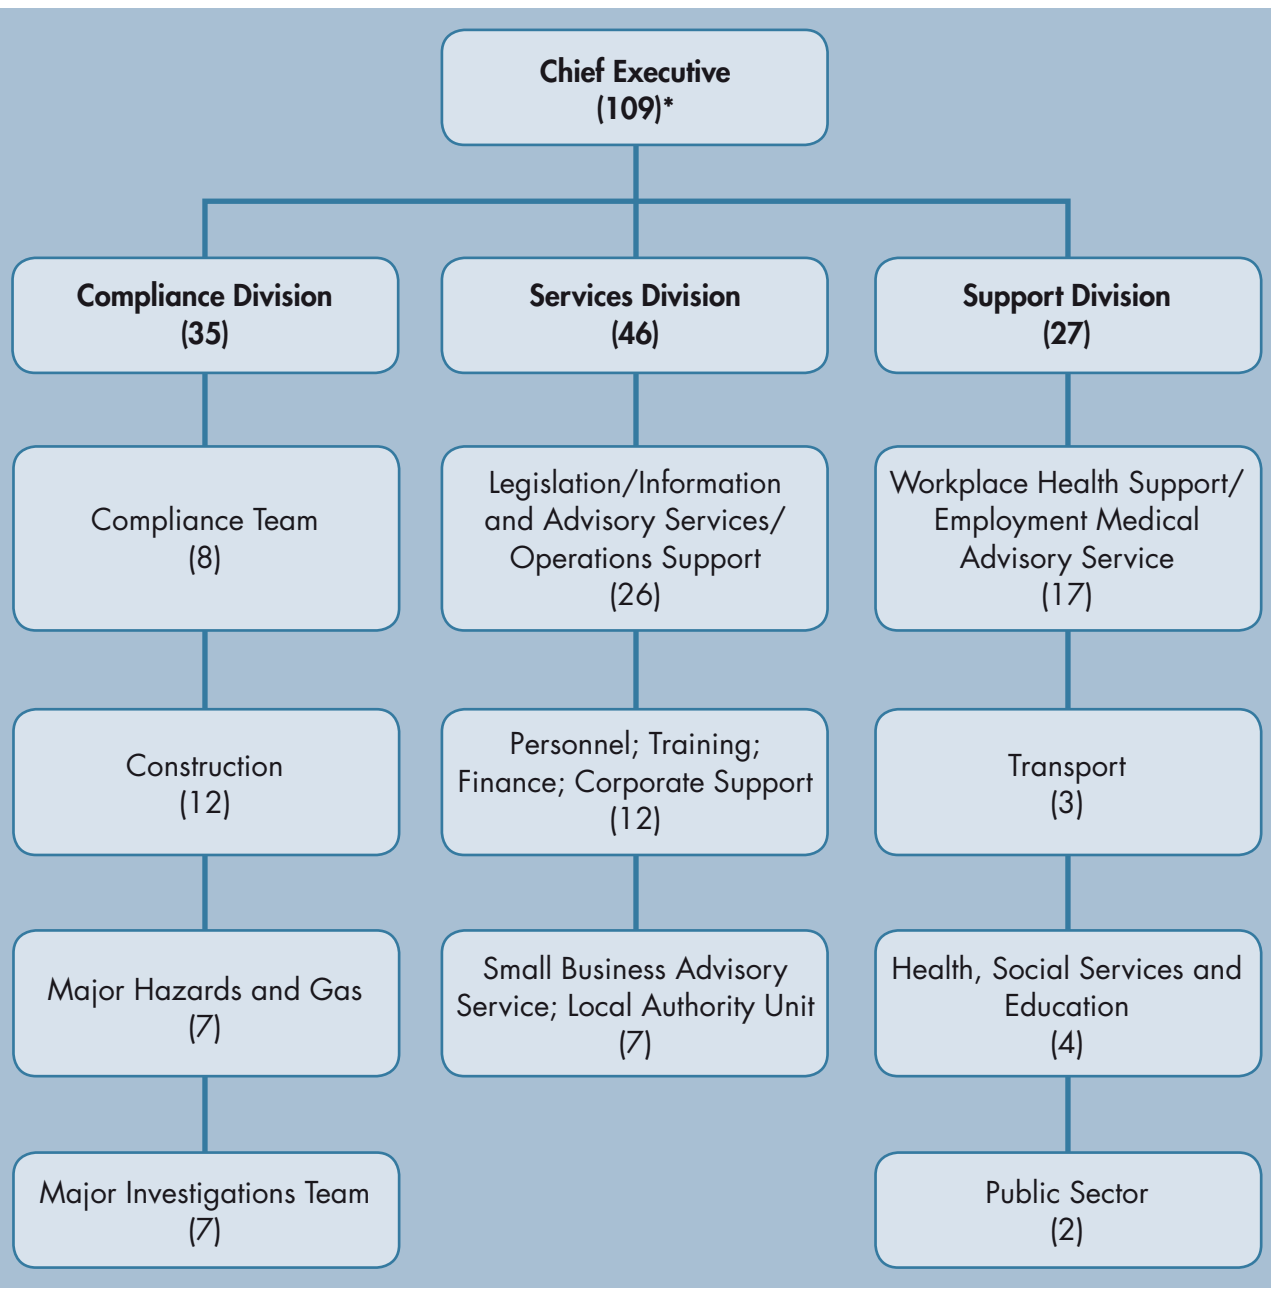 Chief Executive
(109)*
Compliance Division
(35)
Services Division
(46)
Support Division
(27)
Compliance Team
(8)
Legislation/Information
and Advisory Services/
Operations Support
(26)
Workplace Health Support/
Employment Medical
Advisory Service
(17)
Construction
(12)
Personnel; Training;
Finance; Corporate Support
(12)
Transport
(3)
Major Hazards and Gas
(7)
Small Business Advisory
Service; Local Authority Unit
(7)
Health, Social Services and
Education
(4)
Major Investigations Team
(7)
Public Sector
(2)